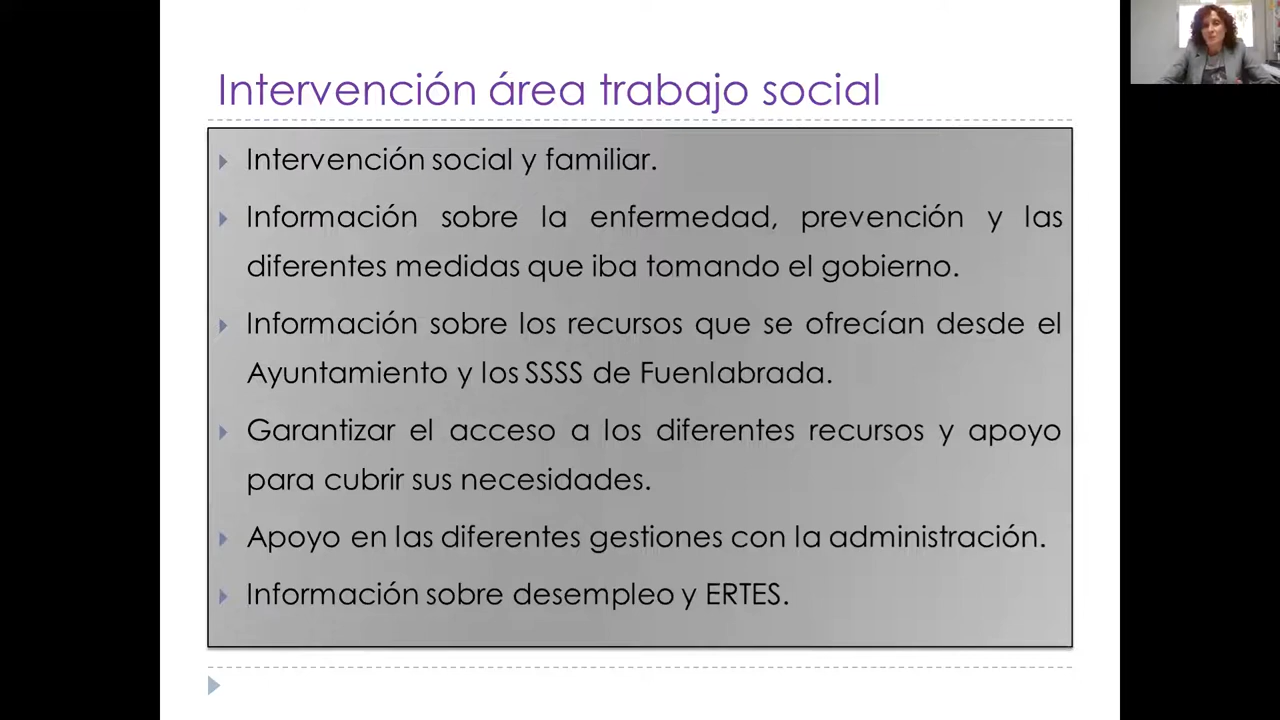 Intervención área trabajo social
Intervención social y familiar.
Información sobre la enfermedad, prevención y las
diferentes medidas que iba tomando el gobierno.
Información sobre los recursos que se ofrecían desde el
Ayuntamiento y los SSSS de Fuenlabrada.
Garantizar el acceso a los diferentes recursos y apoyo
para cubrir sus necesidades.
Apoyo en las diferentes gestiones con la administración.
Información sobre desempleo y ERTES.